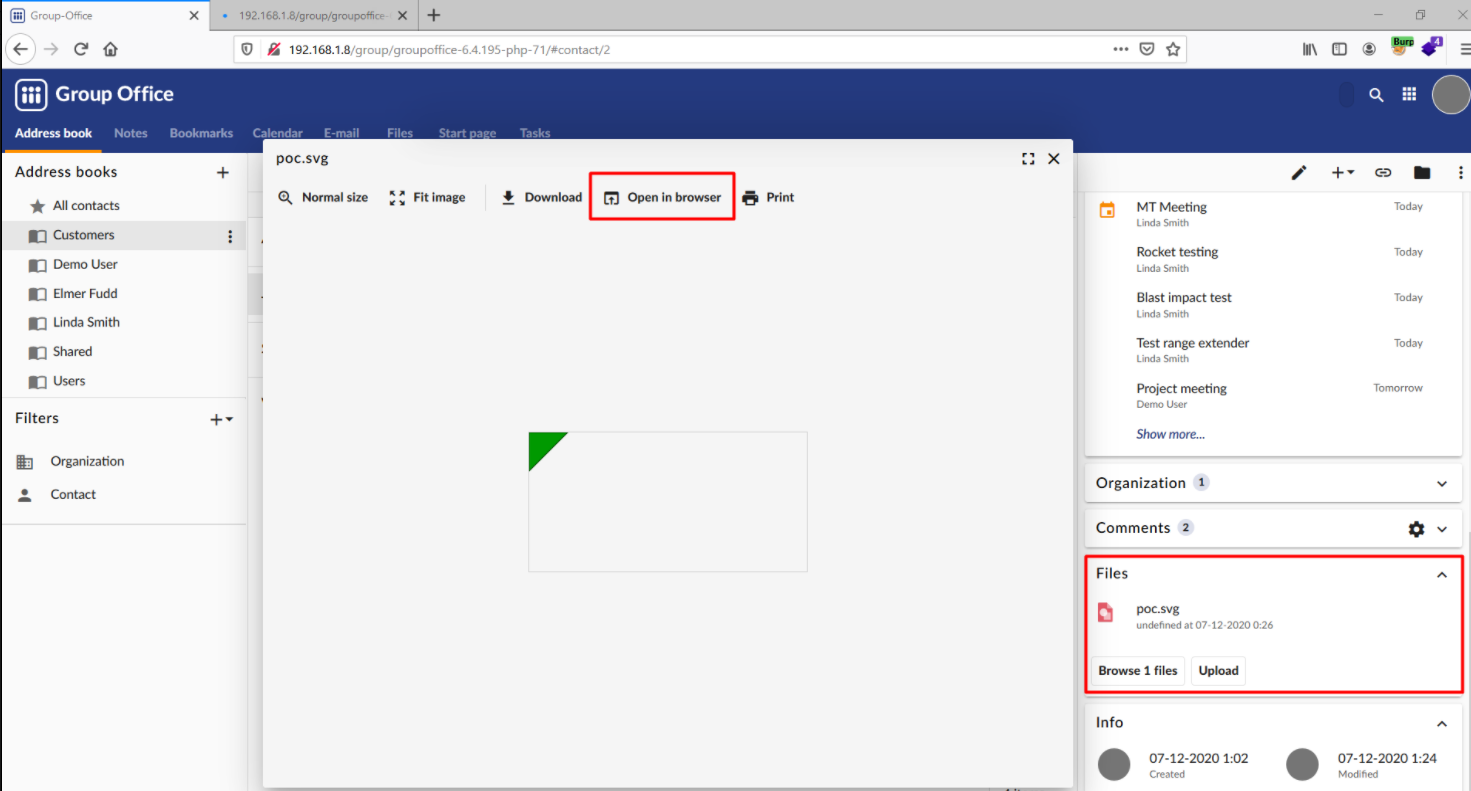 Group-Office
192.168.1.8/group/groupoffice-
192.168.1.8/group/groupoffice-6.4.195-php-71/#contact/2
Burp
4
Group Office
Address book Notes Bookmarks Calendar E-mail Files Start page Tasks
Address books
All contacts
Customers
Demo User
Elmer Fudd
Linda Smith
Shared
Users
Filters
Organization
Contact
poc.svg
Normal size Fit image Download Open in browser Print
MT Meeting Today
Linda Smith
Rocket testing Today
Linda Smith
Blast impact test Today
Linda Smith
Test range extender Today
Linda Smith
Project meeting Tomorrow
Demo User
Show more...
Organization 1
Comments 2
Files
poc.svg
undefined at 07-12-2020 0:26
Browse 1 files Upload
Info
07-12-2020 1:02 07-12-2020 1:24
Created Modified